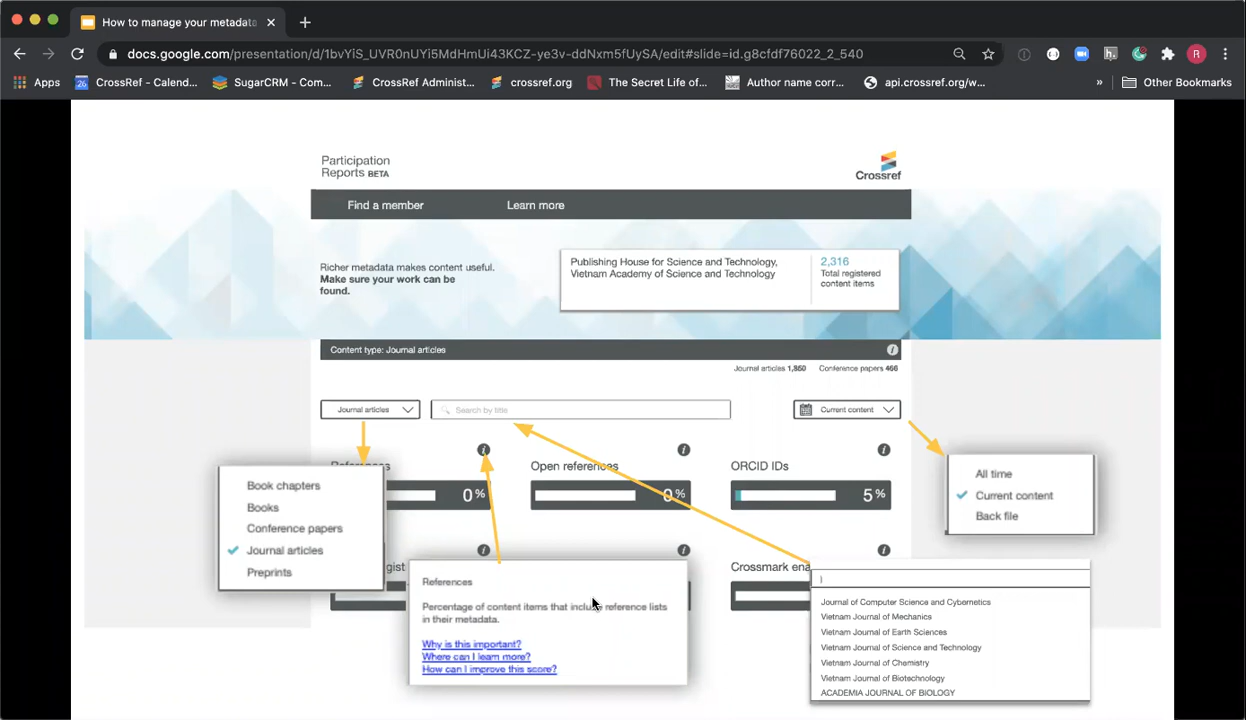 How to manage your metadata
docs.google.com/presentation/d/1bvYiS_UVR0nUYi5MdHmUi43KCZ-ye3v-ddNxm5fUySA/edit#slide=id.g8cfdf76022_2_540
R
Apps
26
CrossRef - Calend...
SugarCRM - Com...
CrossRef Administ...
crossref.org
The Secret Life of...
Author name corr...
api.crossref.org/w...
»
Other Bookmarks
Participation
Reports BETA
Crossref
Find a member
Learn more
Richer metadata makes content useful.
Make sure your work can be
found.
Publishing House for Science and Technology,
Vietnam Academy of Science and Technology
2,316
Total registered
content items
Content type: Journal articles
Journal articles 1,850
Conference papers 466
Journal articles
Search by title
Current content
References
0%
Open references
0%
ORCID IDs
5%
Book chapters
Books
Conference papers
Journal articles
Preprints
All time
Current content
Back file
gist
Crossmark ena
References
Percentage of content items that include reference lists
in their metadata.
Why is this important?
Where can I learn more?
How can I improve this score?
Journal of Computer Science and Cybernetics
Vietnam Journal of Mechanics
Vietnam Journal of Earth Sciences
Vietnam Journal of Science and Technology
Vietnam Journal of Chemistry
Vietnam Journal of Biotechnology
ACADEMIA JOURNAL OF BIOLOGY